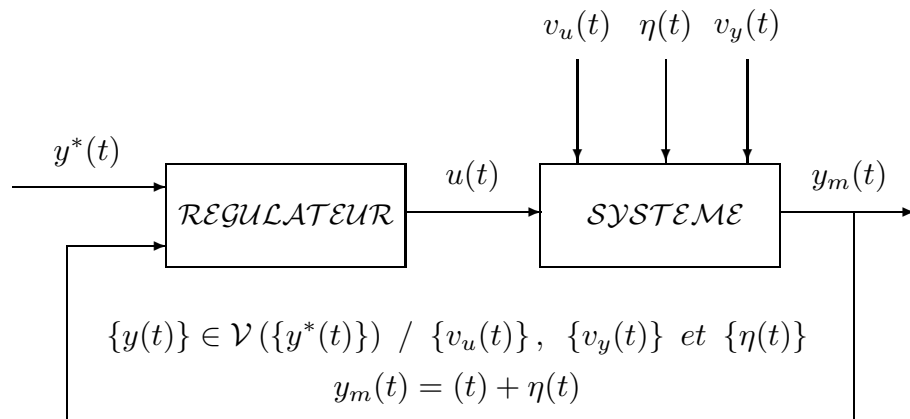 v_u(t) η(t) v_y(t)
y*(t) u(t) y_m(t)
REGULATEUR SYSTEME
{y(t)} ∈ V ({y*(t)}) / {v_u(t)}, {v_y(t)} et {η(t)}
y_m(t) = (t) + η(t)